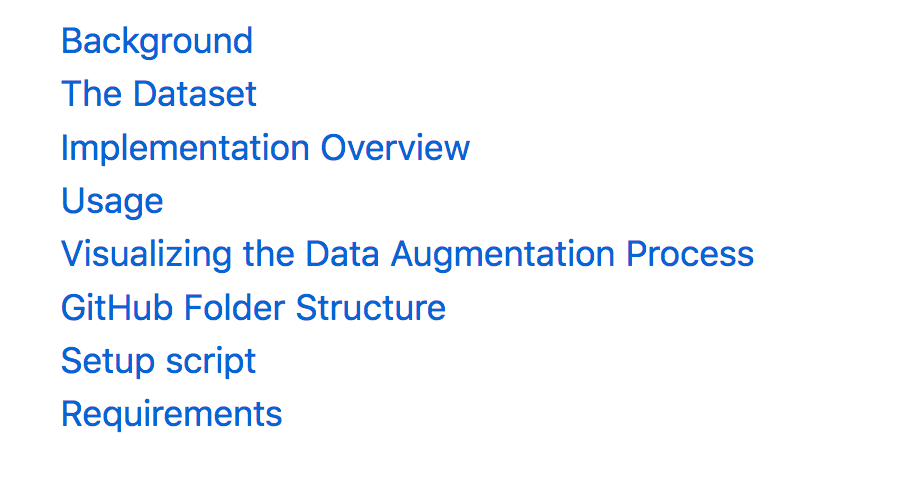 Background
The Dataset
Implementation Overview
Usage
Visualizing the Data Augmentation Process
GitHub Folder Structure
Setup script
Requirements